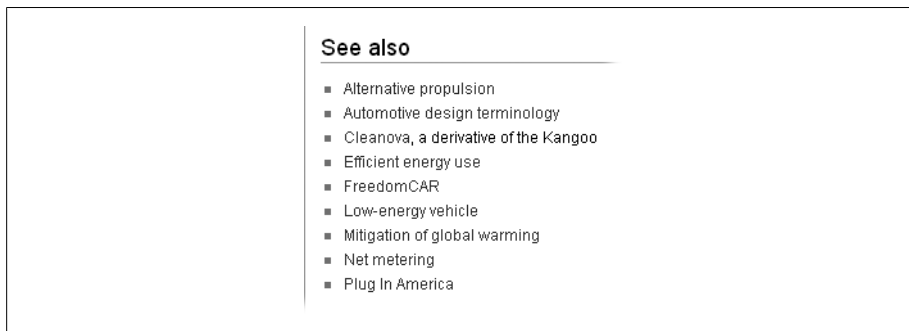 See also
Alternative propulsion
Automotive design terminology
Cleanova, a derivative of the Kangoo
Efficient energy use
FreedomCAR
Low-energy vehicle
Mitigation of global warming
Net metering
Plug In America